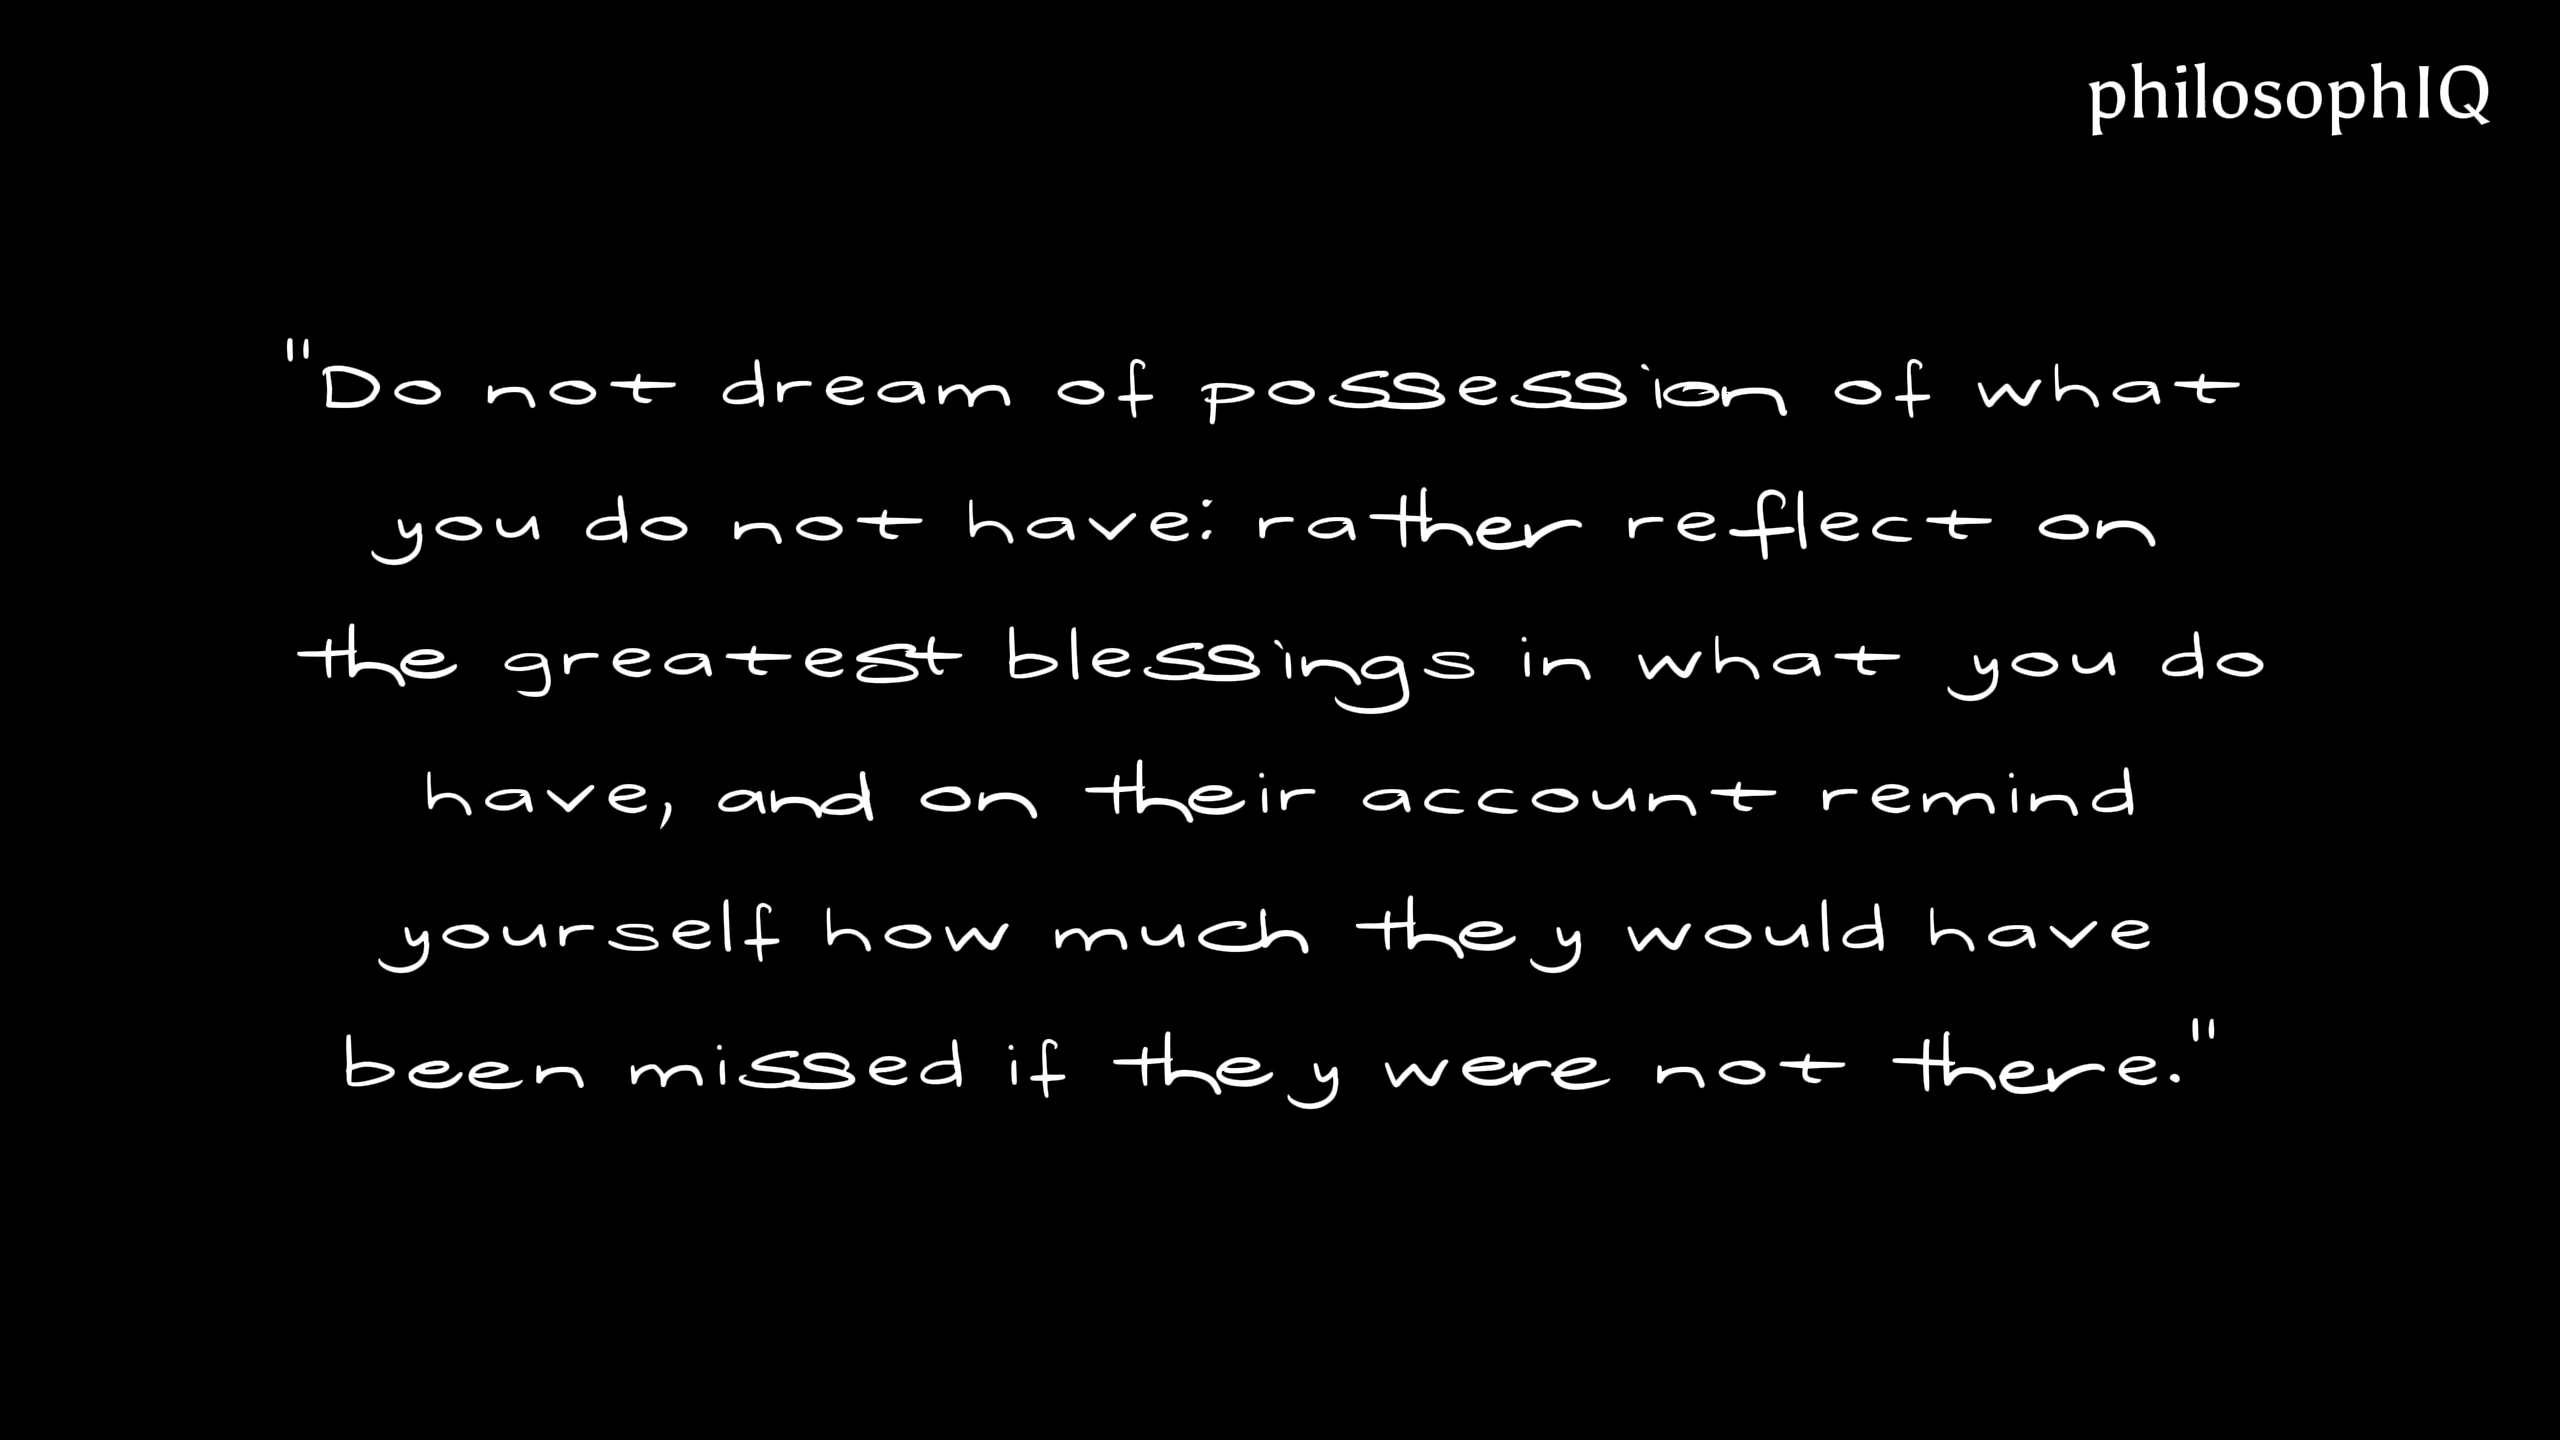 philosophIQ
"Do not dream of possession of what
you do not have: rather reflect on
the greatest blessings in what you do
have, and on their account remind
yourself how much they would have
been missed if they were not there."